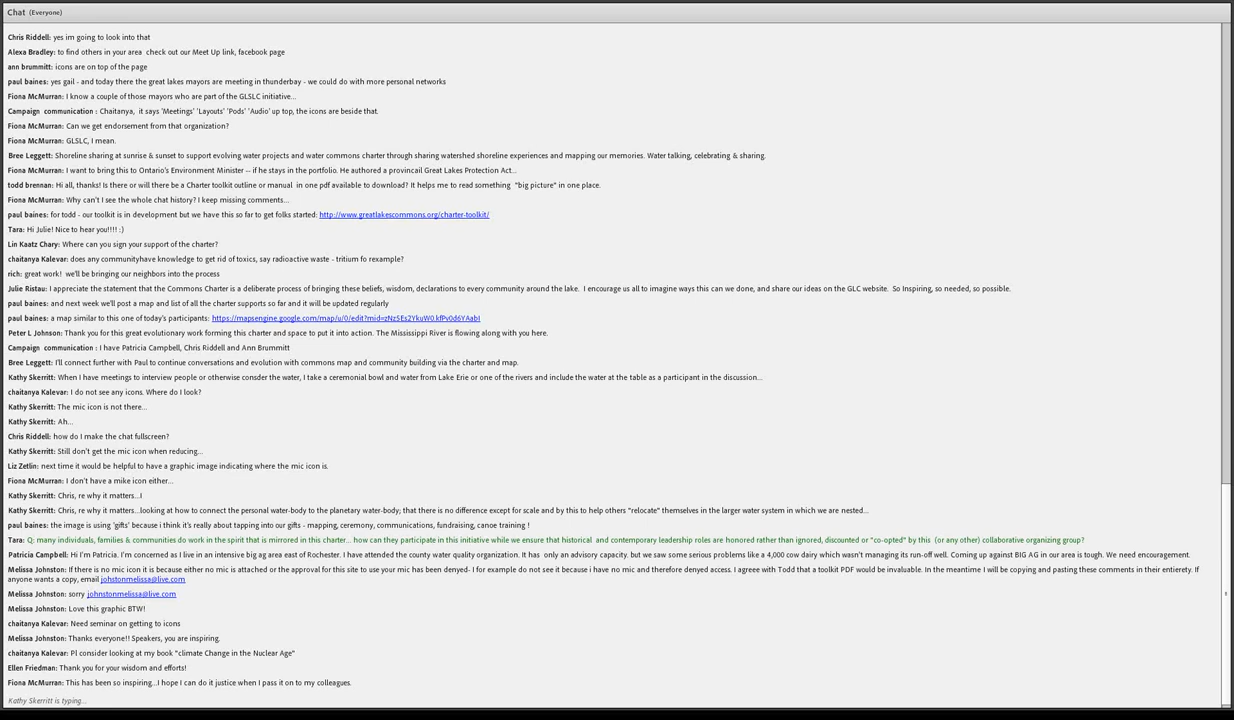 Chat (Everyone)
Chris Riddell: yes im going to look into that
Alexa Bradley: to find others in your area check out our Meet Up link, facebook page
ann brummitt: icons are on top of the page
paul baines: yes gail - and today there the great lakes mayors are meeting in thunderbay - we could do with more personal networks
Fiona McMurran: I know a couple of those mayors who are part of the GLSLC initiative...
Campaign communication : Chaitanya, it says 'Meetings' 'Layouts' 'Pods' 'Audio' up top, the icons are beside that.
Fiona McMurran: Can we get endorsement from that organization?
Fiona McMurran: GLSLC, I mean.
Bree Leggett: Shoreline sharing at sunrise & sunset to support evolving water projects and water commons charter through sharing watershed shoreline experiences and mapping our memories. Water talking, celebrating & sharing.
Fiona McMurran: I want to bring this to Ontario's Environment Minister -- if he stays in the portfolio. He authored a provincail Great Lakes Protection Act...
todd brennan: Hi all, thanks! Is there or will there be a Charter toolkit outline or manual in one pdf available to download? It helps me to read something "big picture" in one place.
Fiona McMurran: Why can't I see the whole chat history? I keep missing comments...
paul baines: for todd - our toolkit is in development but we have this so far to get folks started: http://www.greatlakescommons.org/charter-toolkit/
Tara: Hi Julie! Nice to hear you!!!! :)
Lin Kaatz Chary: Where can you sign your support of the charter?
chaitanya Kalevar: does any communityhave knowledge to get rid of toxics, say radioactive waste - tritium fo rexample?
rich: great work! we'll be bringing our neighbors into the process
Julie Ristau: I appreciate the statement that the Commons Charter is a deliberate process of bringing these beliefs, wisdom, declarations to every community around the lake. I encourage us all to imagine ways this can we done, and share our ideas on the GLC website. So Inspiring, so needed, so possible.
paul baines: and next week we'll post a map and list of all the charter supports so far and it will be updated regularly
paul baines: a map similar to this one of today's participants: https://mapsengine.google.com/map/u/0/edit?mid=zNzSEs2YkuW0.kfPv0d6YAabI
Peter L Johnson: Thank you for this great evolutionary work forming this charter and space to put it into action. The Mississippi River is flowing along with you here.
Campaign communication : I have Patricia Campbell, Chris Riddell and Ann Brummitt
Bree Leggett: I'll connect further with Paul to continue conversations and evolution with commons map and community building via the charter and map.
Kathy Skerritt: When I have meetings to interview people or otherwise consder the water, I take a ceremonial bowl and water from Lake Erie or one of the rivers and include the water at the table as a participant in the discussion...
chaitanya Kalevar: I do not see any icons. Where do I look?
Kathy Skerritt: The mic icon is not there...
Kathy Skerritt: Ah...
Chris Riddell: how do I make the chat fullscreen?
Kathy Skerritt: Still don't get the mic icon when reducing...
Liz Zetlin: next time it would be helpful to have a graphic image indicating where the mic icon is.
Fiona McMurran: I don't have a mike icon either...
Kathy Skerritt: Chris, re why it matters...I
Kathy Skerritt: Chris, re why it matters...looking at how to connect the personal water-body to the planetary water-body; that there is no difference except for scale and by this to help others "relocate" themselves in the larger water system in which we are nested...
paul baines: the image is using 'gifts' because i think it's really about tapping into our gifts - mapping, ceremony, communications, fundraising, canoe training !
Tara: Q: many individuals, families & communities do work in the spirit that is mirrored in this charter... how can they participate in this initiative while we ensure that historical and contemporary leadership roles are honored rather than ignored, discounted or "co-opted" by this (or any other) collaborative organizing group?
Patricia Campbell: Hi I'm Patricia. I'm concerned as I live in an intensive big ag area east of Rochester. I have attended the county water quality organization. It has only an advisory capacity. but we saw some serious problems like a 4,000 cow dairy which wasn't managing its run-off well. Coming up against BIG AG in our area is tough. We need encouragement.
Melissa Johnston: If there is no mic icon it is because either no mic is attached or the approval for this site to use your mic has been denyed- I for example do not see it because i have no mic and therefore denied access. I agree with Todd that a toolkit PDF would be invaluable. In the meantime I will be copying and pasting these comments in their entierety. If
anyone wants a copy, email johstonmelissa@live.com
Melissa Johnston: sorry johnstonmelissa@live.com
Melissa Johnston: Love this graphic BTW!
chaitanya Kalevar: Need seminar on getting to icons
Melissa Johnston: Thanks everyone!! Speakers, you are inspiring.
chaitanya Kalevar: Pl consider looking at my book "climate Change in the Nuclear Age"
Ellen Friedman: Thank you for your wisdom and efforts!
Fiona McMurran: This has been so inspiring...I hope I can do it justice when I pass it on to my colleagues.
Kathy Skerritt is typing...